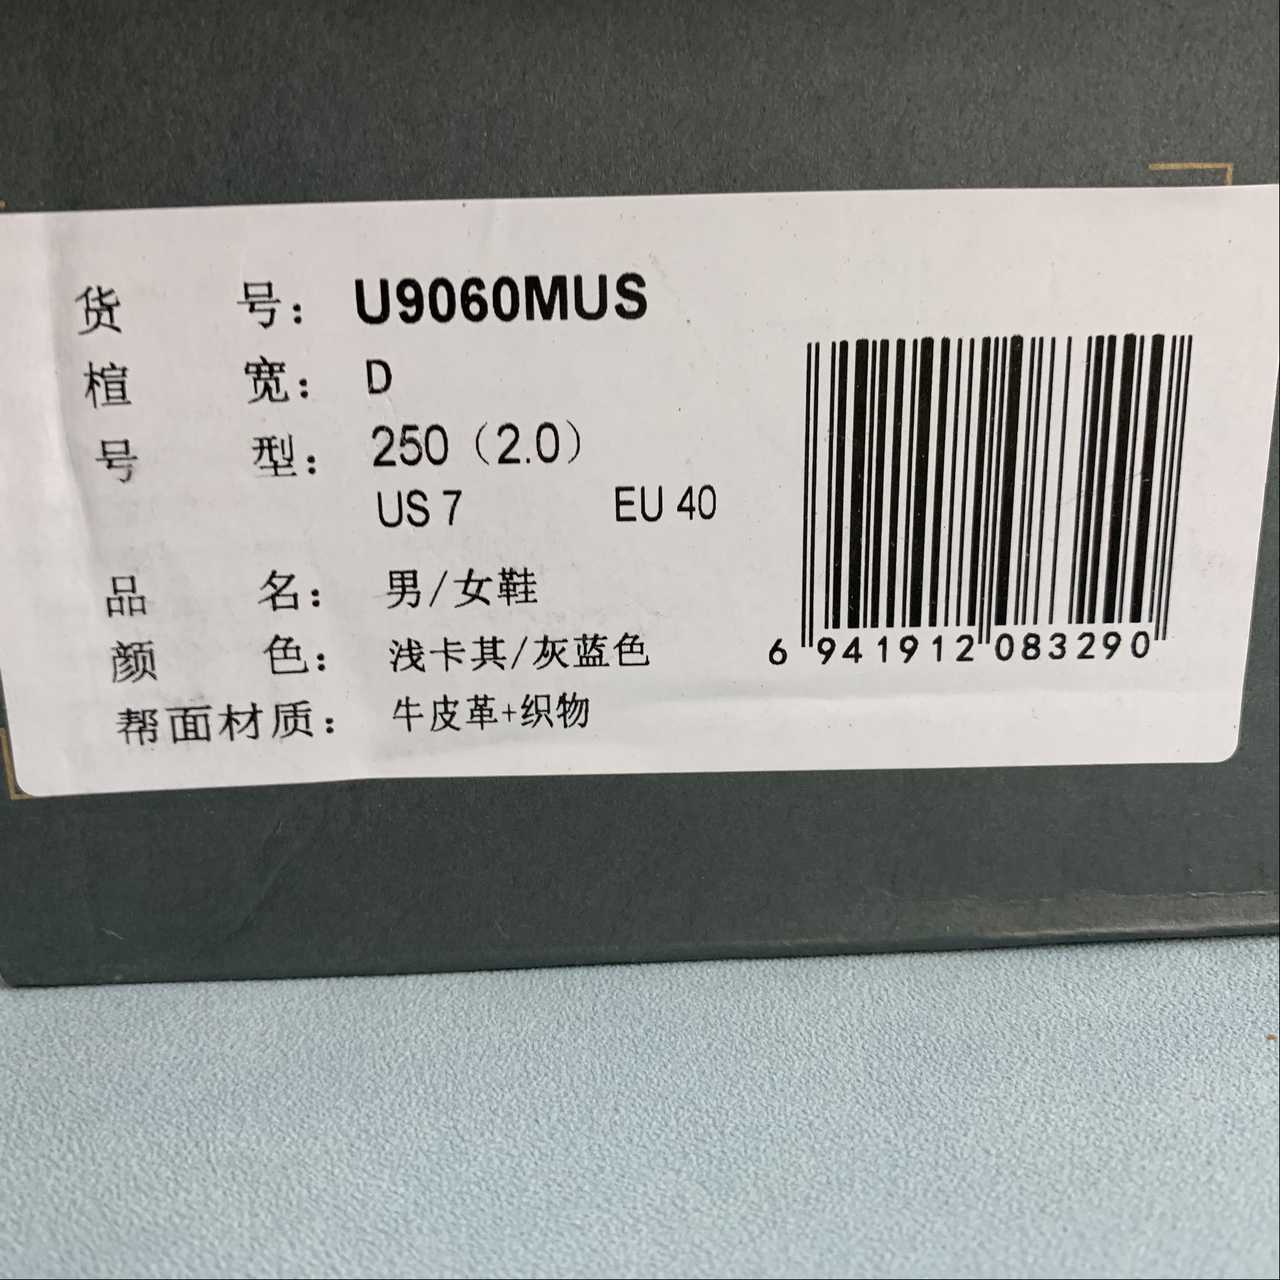 货 号: U9060MUS
楦 宽: D
号 型: 250（2.0）
US 7 EU 40
品 名: 男/女鞋
颜 色: 浅卡其/灰蓝色
帮面材质: 牛皮革+织物
6 941912 083290